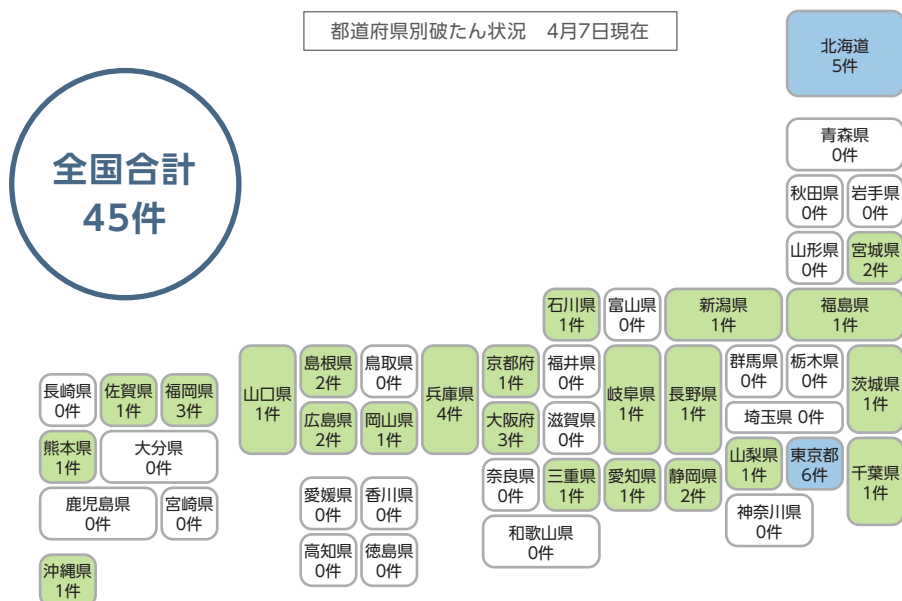 都道府県別破たん状況　4月7日現在
全国合計
45件
北海道
5件
青森県
0件
秋田県
0件
岩手県
0件
山形県
0件
宮城県
2件
石川県
1件
富山県
0件
新潟県
1件
福島県
1件
山口県
1件
島根県
2件
鳥取県
0件
兵庫県
4件
京都府
1件
福井県
0件
岐阜県
1件
長野県
1件
群馬県
0件
栃木県
0件
茨城県
1件
埼玉県 0件
長崎県
0件
佐賀県
1件
福岡県
3件
広島県
2件
岡山県
1件
大阪府
3件
滋賀県
0件
熊本県
1件
大分県
0件
奈良県
0件
三重県
1件
愛知県
1件
静岡県
2件
山梨県
1件
東京都
6件
千葉県
1件
鹿児島県
0件
宮崎県
0件
愛媛県
0件
香川県
0件
和歌山県
0件
神奈川県
0件
高知県
0件
徳島県
0件
沖縄県
1件